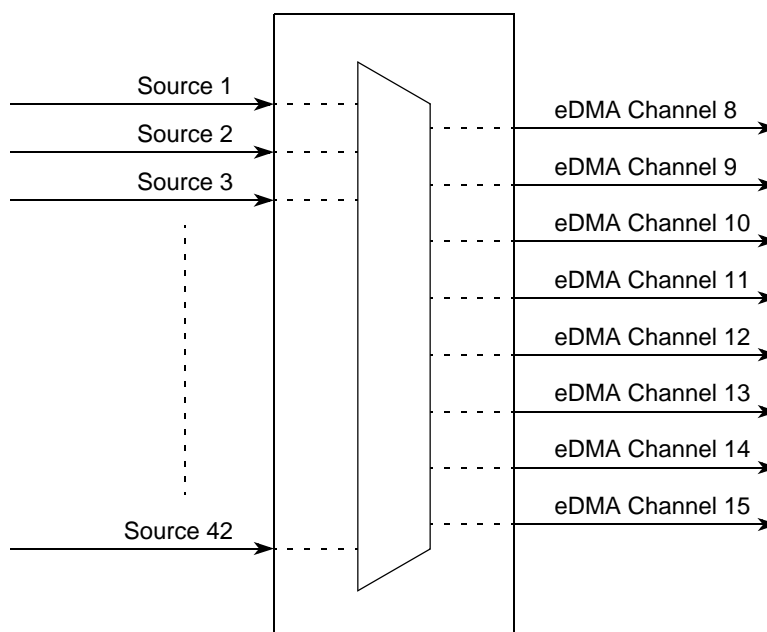 Source 1
Source 2
Source 3
Source 42
eDMA Channel 8
eDMA Channel 9
eDMA Channel 10
eDMA Channel 11
eDMA Channel 12
eDMA Channel 13
eDMA Channel 14
eDMA Channel 15